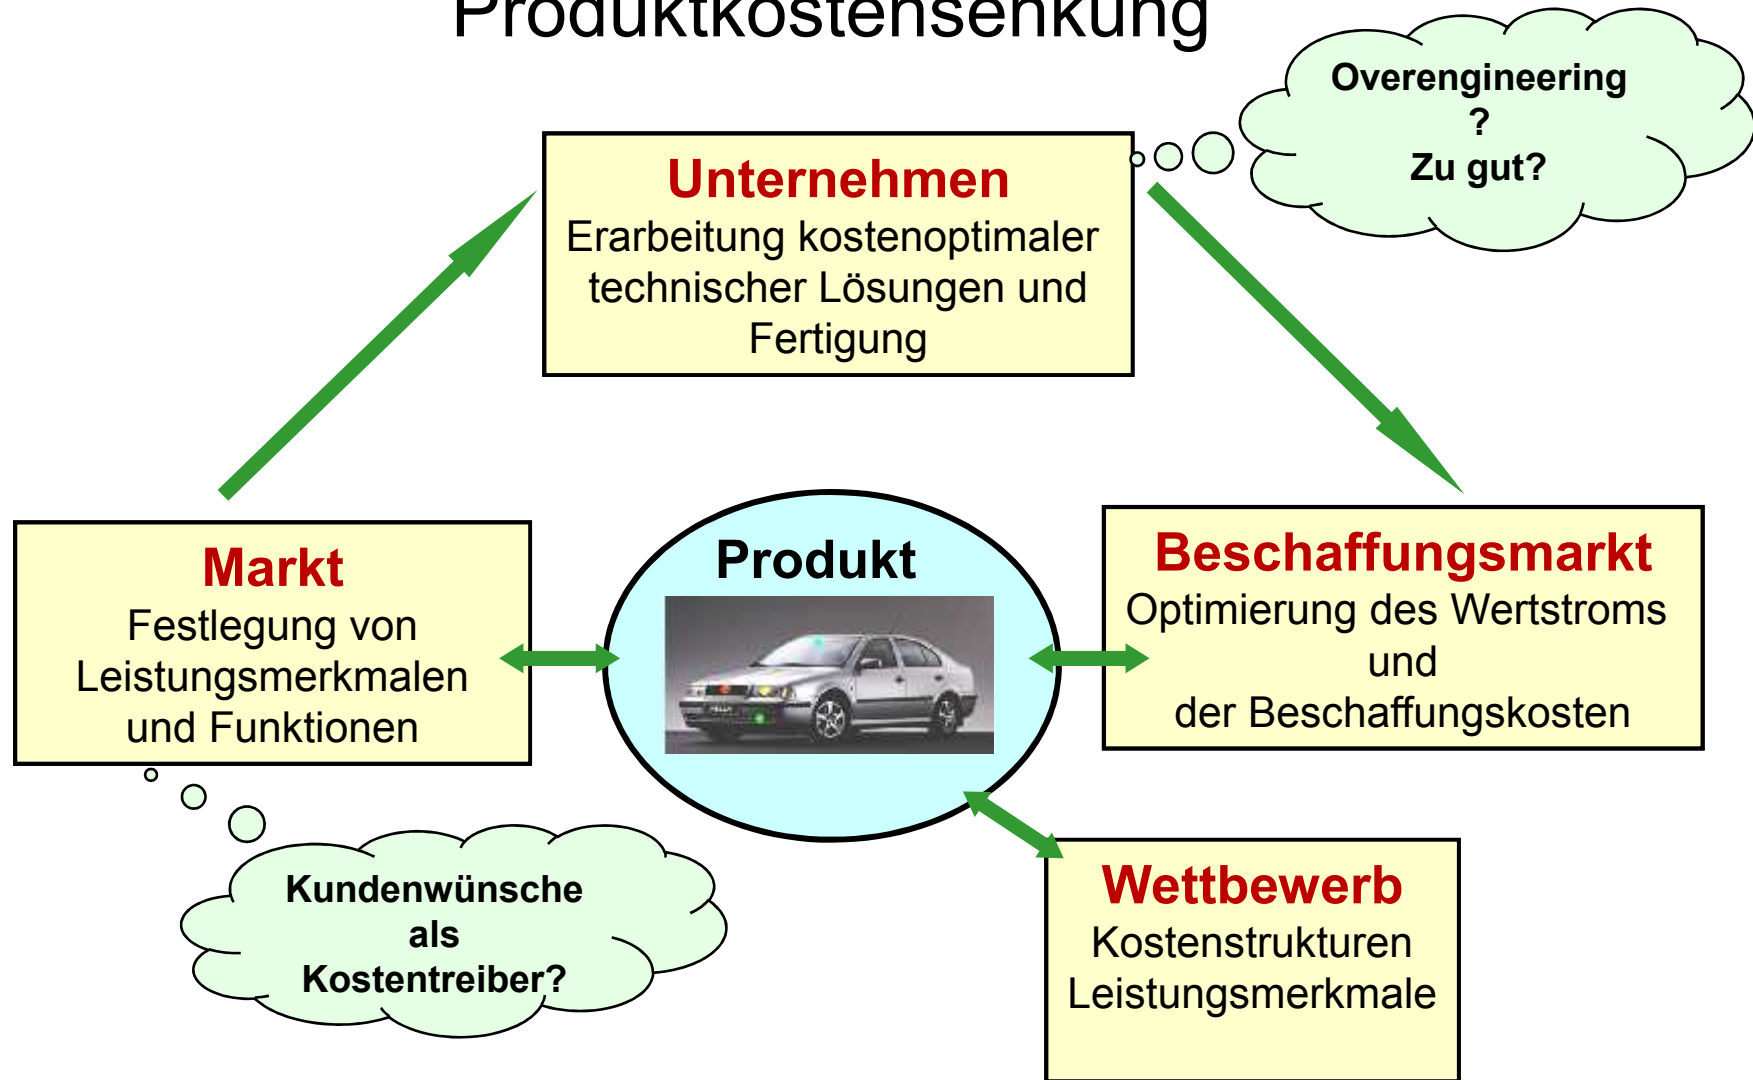 Produktkostensenkung
Overengineering
?
Zu gut?
Unternehmen
Erarbeitung kostenoptimaler
technischer Lösungen und
Fertigung
Markt
Festlegung von
Leistungsmerkmalen
und Funktionen
Produkt
Beschaffungsmarkt
Optimierung des Wertstroms
und
der Beschaffungskosten
Kundenwünsche
als
Kostentreiber?
Wettbewerb
Kostenstrukturen
Leistungsmerkmale